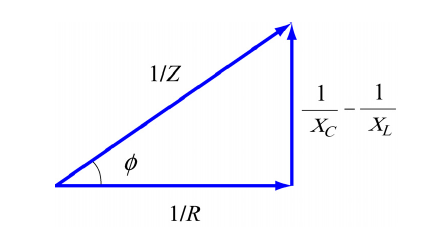 1/Z
1/X_C − 1/X_L
ϕ
1/R